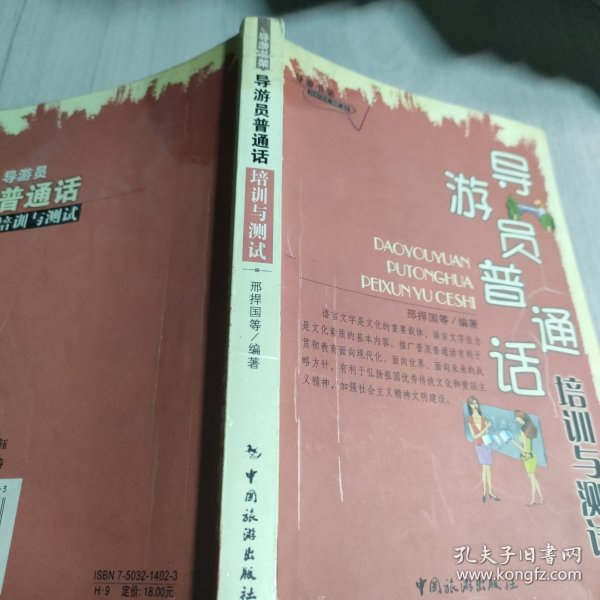 导游员
普通话
培训与测试
ISBN 7-5032-1402-3
H·9 定价:18.00元
导游员普通话
培训与测试
邢捍国等/编著
中国旅游出版社
导游员普通话
培训与测试
DAOYOUYUAN
PUTONGHUA
PEIXUN YU CESHI
邢捍国等/编著
语言文字是文化的重要载体,语言文字能力
是文化素质的基本内容。推广普及普通话有利于
贯彻教育面向现代化、面向世界、面向未来的战
略方针,有利于弘扬祖国优秀传统文化和爱国主
义精神,加强社会主义精神文明建设。
中国旅游出版社
孔夫子旧书网
www.kongfz.com